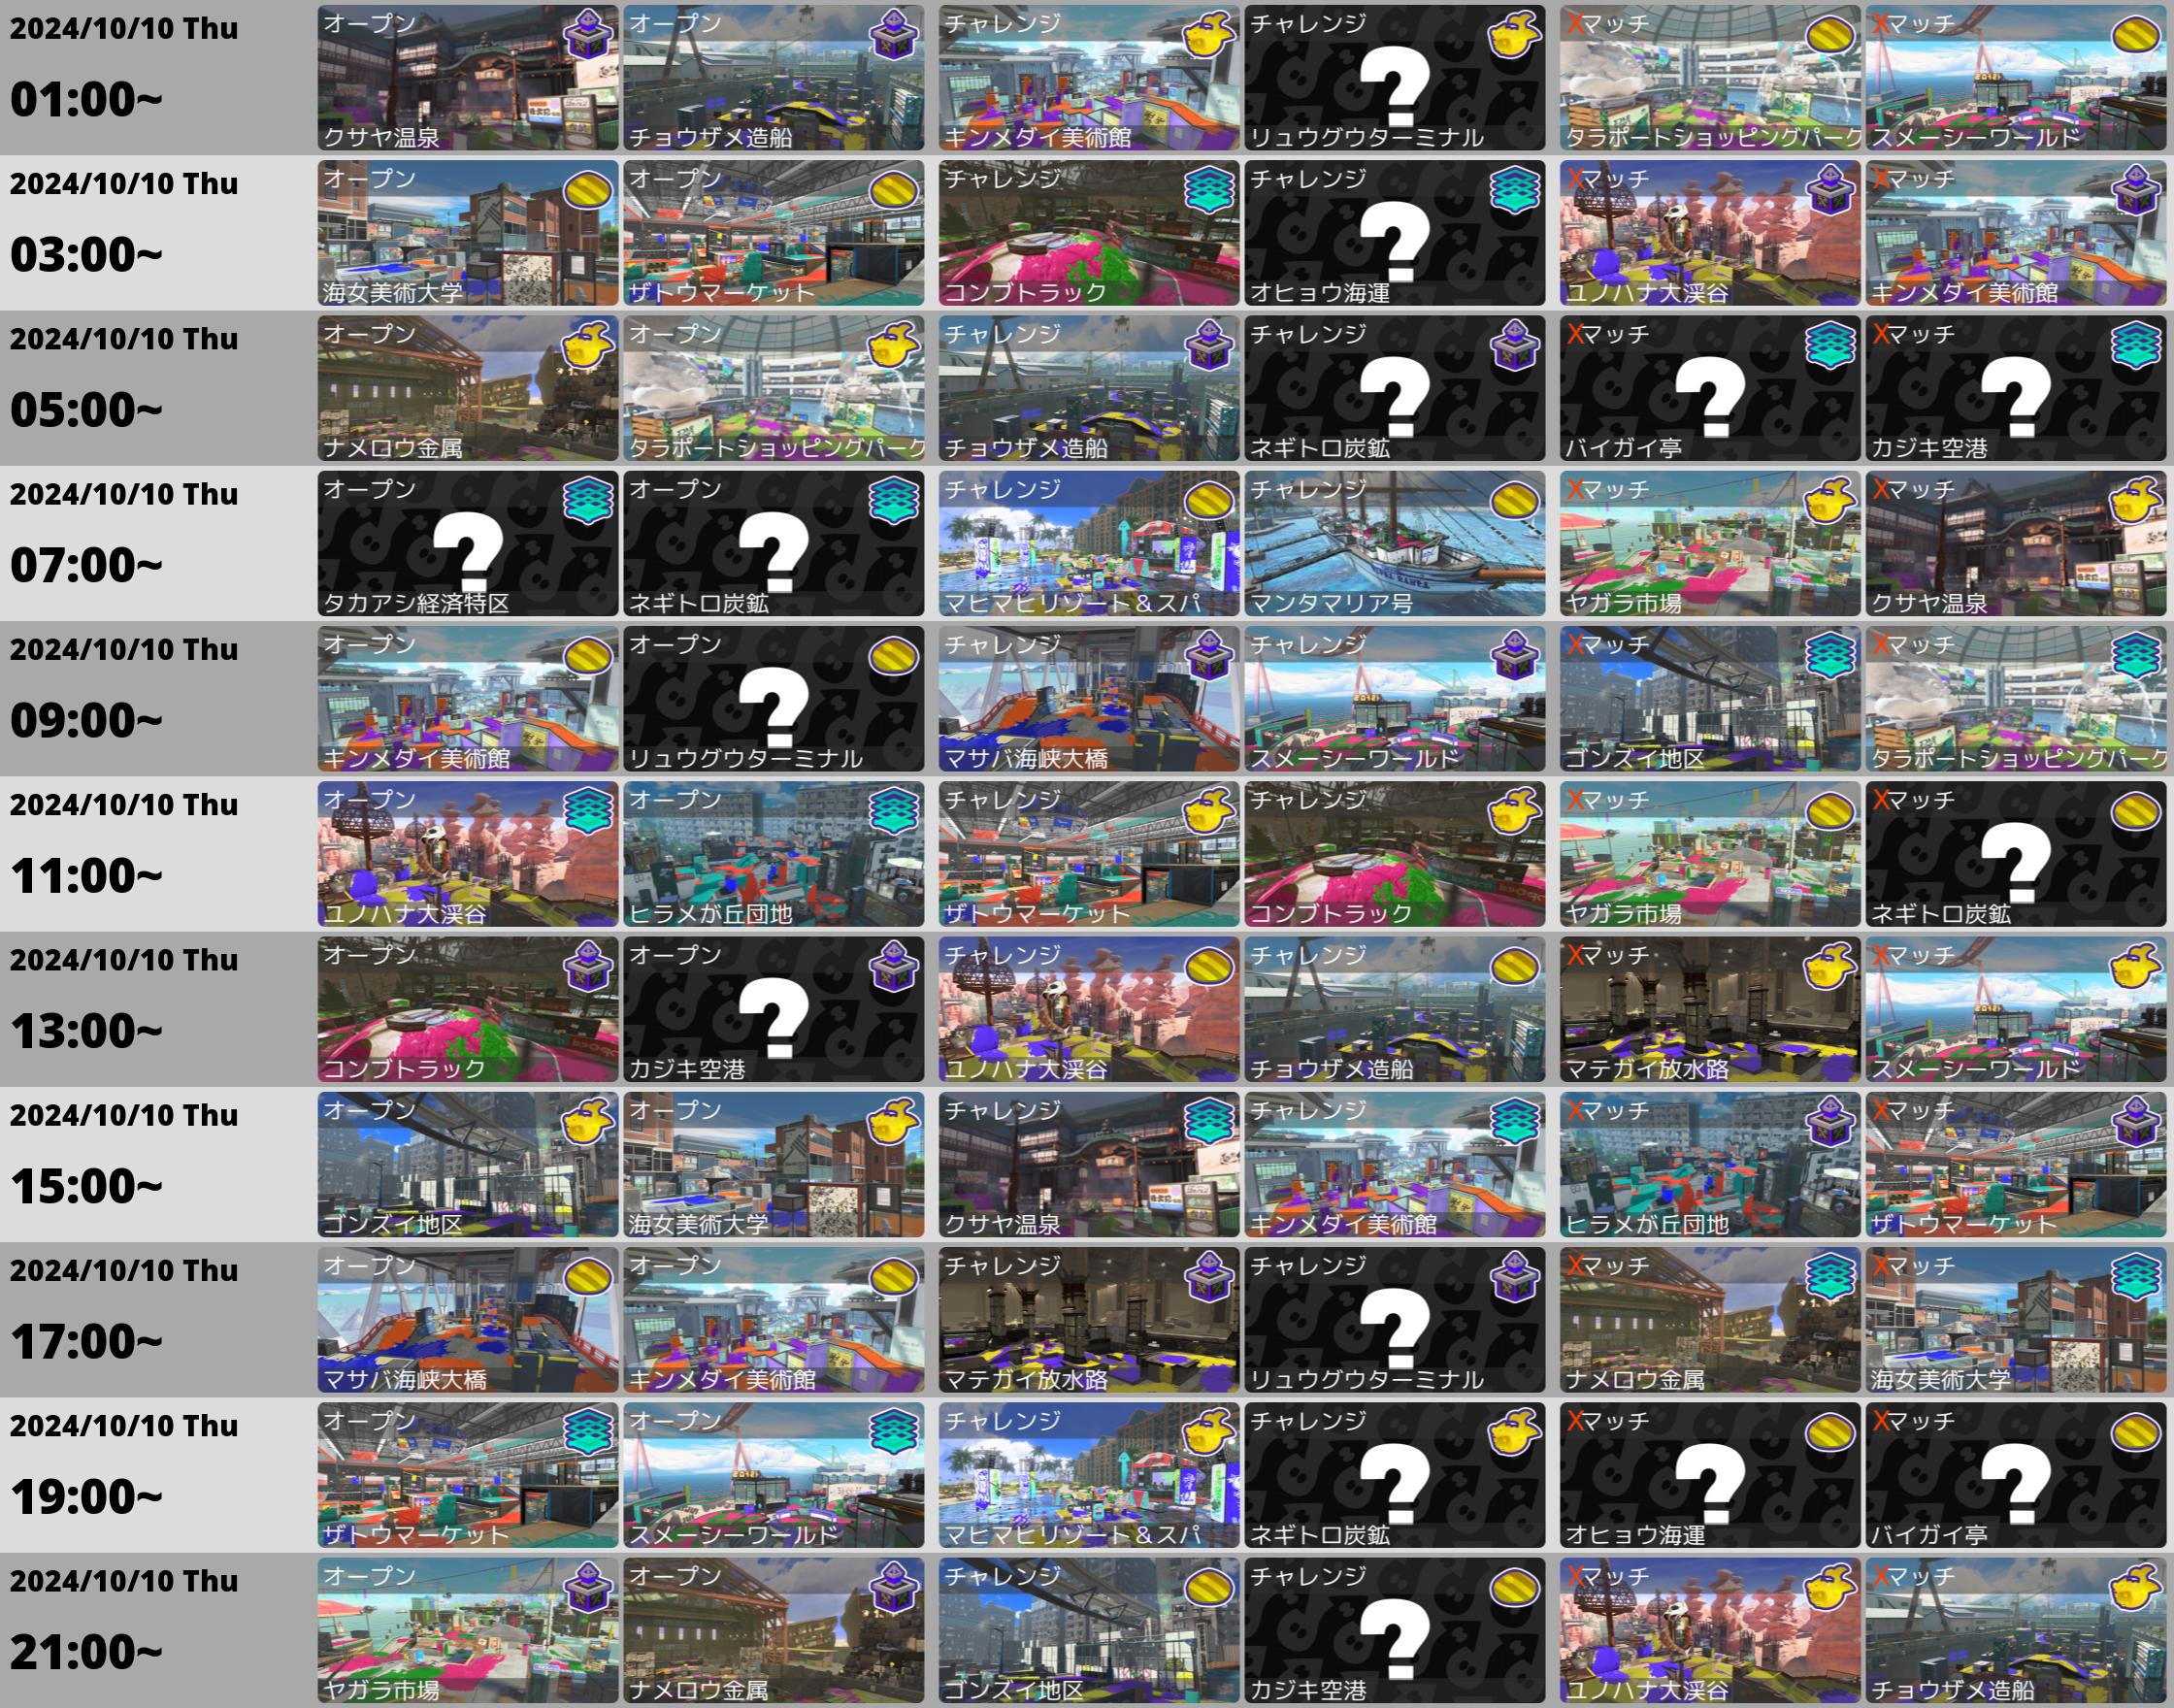 2024/10/10 Thu
01:00~
オープン
クサヤ温泉
オープン
チョウザメ造船
チャレンジ
キンメダイ美術館
チャレンジ
リュウグウターミナル
Xマッチ
タラポートショッピングパーク
Xマッチ
スメーシーワールド
2024/10/10 Thu
03:00~
オープン
海女美術大学
オープン
ザトウマーケット
チャレンジ
コンブトラック
チャレンジ
オヒョウ海運
Xマッチ
ユノハナ大渓谷
Xマッチ
キンメダイ美術館
2024/10/10 Thu
05:00~
オープン
ナメロウ金属
オープン
タラポートショッピングパーク
チャレンジ
チョウザメ造船
チャレンジ
ネギトロ炭鉱
Xマッチ
バイガイ亭
Xマッチ
カジキ空港
2024/10/10 Thu
07:00~
オープン
タカアシ経済特区
オープン
ネギトロ炭鉱
チャレンジ
マヒマヒリゾート＆スパ
チャレンジ
マンタマリア号
Xマッチ
ヤガラ市場
Xマッチ
クサヤ温泉
2024/10/10 Thu
09:00~
オープン
キンメダイ美術館
オープン
リュウグウターミナル
チャレンジ
マサバ海峡大橋
チャレンジ
スメーシーワールド
Xマッチ
ゴンズイ地区
Xマッチ
タラポートショッピングパーク
2024/10/10 Thu
11:00~
オープン
ユノハナ大渓谷
オープン
ヒラメが丘団地
チャレンジ
ザトウマーケット
チャレンジ
コンブトラック
Xマッチ
ヤガラ市場
Xマッチ
ネギトロ炭鉱
2024/10/10 Thu
13:00~
オープン
コンブトラック
オープン
カジキ空港
チャレンジ
ユノハナ大渓谷
チャレンジ
チョウザメ造船
Xマッチ
マテガイ放水路
Xマッチ
スメーシーワールド
2024/10/10 Thu
15:00~
オープン
ゴンズイ地区
オープン
海女美術大学
チャレンジ
クサヤ温泉
チャレンジ
キンメダイ美術館
Xマッチ
ヒラメが丘団地
Xマッチ
ザトウマーケット
2024/10/10 Thu
17:00~
オープン
マサバ海峡大橋
オープン
キンメダイ美術館
チャレンジ
マテガイ放水路
チャレンジ
リュウグウターミナル
Xマッチ
ナメロウ金属
Xマッチ
海女美術大学
2024/10/10 Thu
19:00~
オープン
ザトウマーケット
オープン
スメーシーワールド
チャレンジ
マヒマヒリゾート＆スパ
チャレンジ
ネギトロ炭鉱
Xマッチ
オヒョウ海運
Xマッチ
バイガイ亭
2024/10/10 Thu
21:00~
オープン
ヤガラ市場
オープン
ナメロウ金属
チャレンジ
ゴンズイ地区
チャレンジ
カジキ空港
Xマッチ
ユノハナ大渓谷
Xマッチ
チョウザメ造船